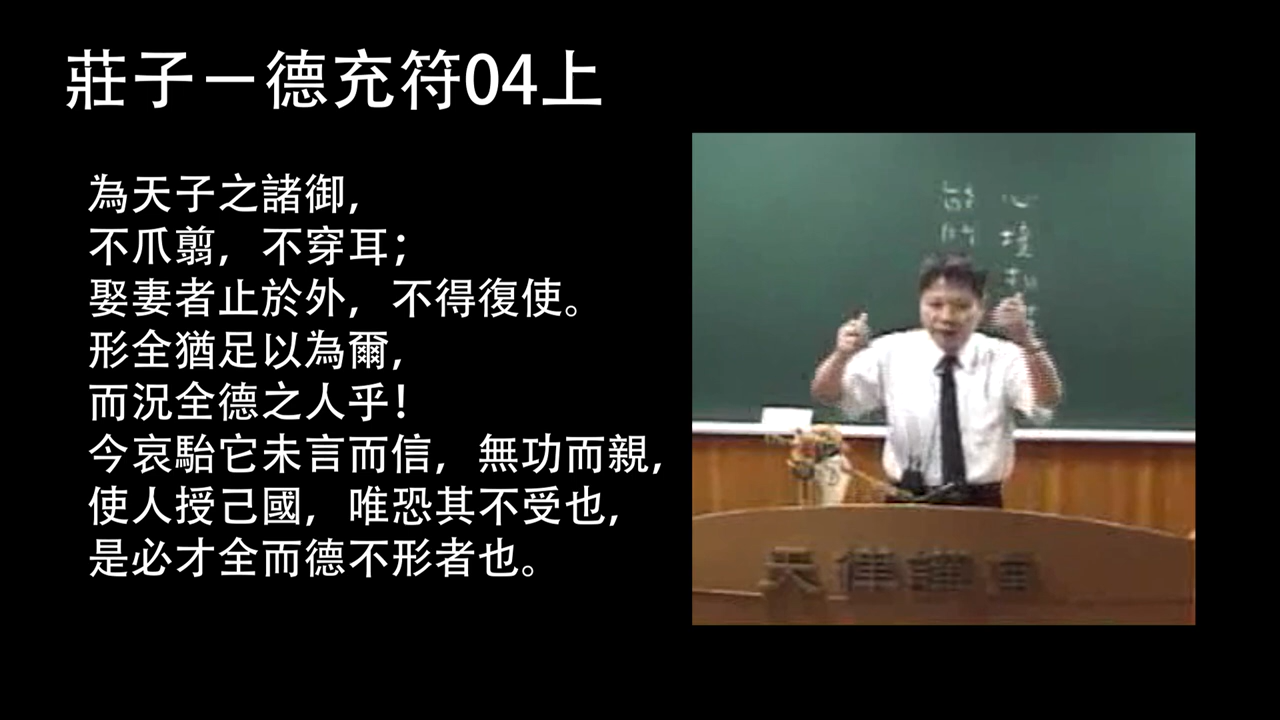 莊子－德充符04上
為天子之諸御，
不爪翦，不穿耳；
娶妻者止於外，不得復使。
形全猶足以為爾，
而況全德之人乎！
今哀駘它未言而信，無功而親，
使人授己國，唯恐其不受也，
是必才全而德不形者也。
心境